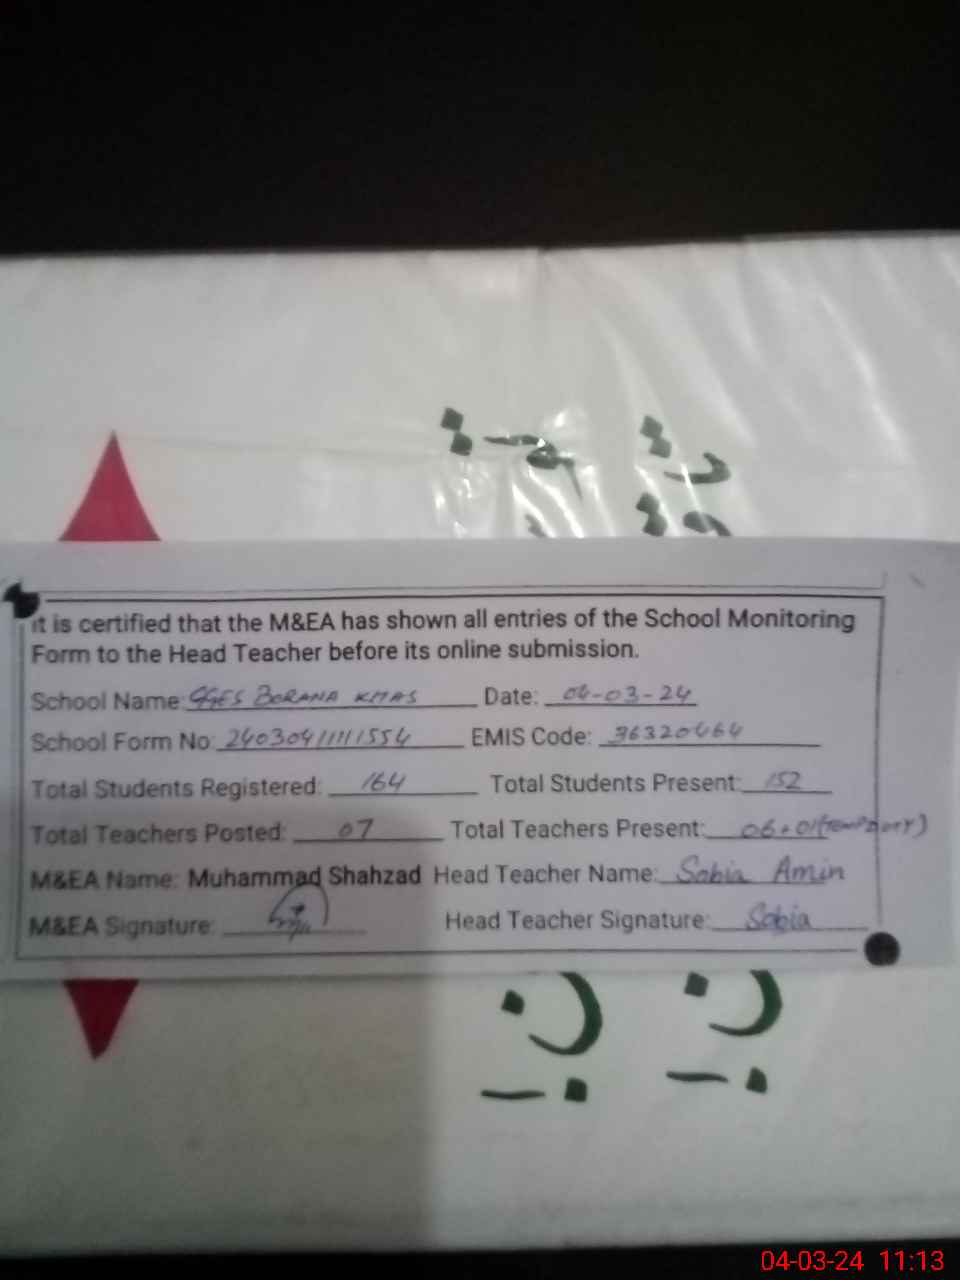 it is certified that the M&EA has shown all entries of the School Monitoring
Form to the Head Teacher before its online submission.
School Name: GGES BORANA KHAS Date: 04-03-24
School Form No: 24030411111554 EMIS Code: 36320464
Total Students Registered: 164 Total Students Present: 152
Total Teachers Posted: 07 Total Teachers Present: 06+01(Temp Duty)
M&EA Name: Muhammad Shahzad Head Teacher Name: Sobia Amin
M&EA Signature: Head Teacher Signature: Sobia
04-03-24 11:13